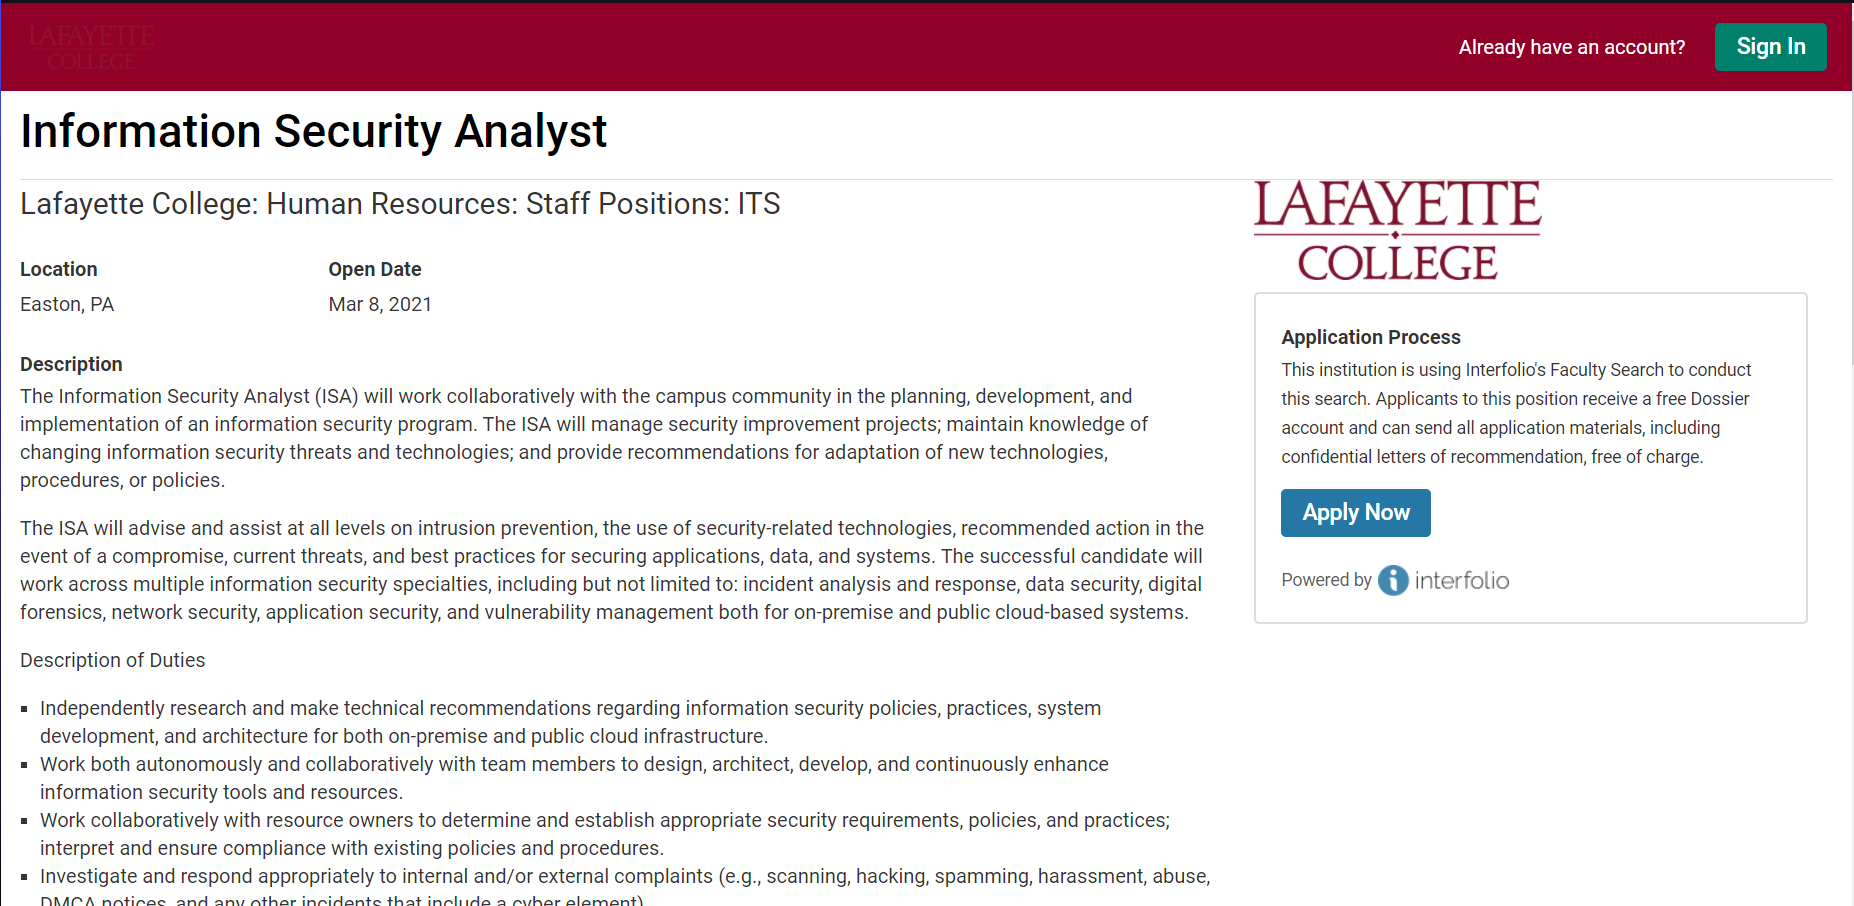 LAFAYETTE
COLLEGE
Already have an account?
Sign In
Information Security Analyst
Lafayette College: Human Resources: Staff Positions: ITS
Location
Open Date
Easton, PA
Mar 8, 2021
Description
The Information Security Analyst (ISA) will work collaboratively with the campus community in the planning, development, and
implementation of an information security program. The ISA will manage security improvement projects; maintain knowledge of
changing information security threats and technologies; and provide recommendations for adaptation of new technologies,
procedures, or policies.
The ISA will advise and assist at all levels on intrusion prevention, the use of security-related technologies, recommended action in the
event of a compromise, current threats, and best practices for securing applications, data, and systems. The successful candidate will
work across multiple information security specialties, including but not limited to: incident analysis and response, data security, digital
forensics, network security, application security, and vulnerability management both for on-premise and public cloud-based systems.
Description of Duties
▪ Independently research and make technical recommendations regarding information security policies, practices, system
development, and architecture for both on-premise and public cloud infrastructure.
▪ Work both autonomously and collaboratively with team members to design, architect, develop, and continuously enhance
information security tools and resources.
▪ Work collaboratively with resource owners to determine and establish appropriate security requirements, policies, and practices;
interpret and ensure compliance with existing policies and procedures.
▪ Investigate and respond appropriately to internal and/or external complaints (e.g., scanning, hacking, spamming, harassment, abuse,
DMCA notices, and any other incidents that include a cyber element)
LAFAYETTE
COLLEGE
Application Process
This institution is using Interfolio's Faculty Search to conduct
this search. Applicants to this position receive a free Dossier
account and can send all application materials, including
confidential letters of recommendation, free of charge.
Apply Now
Powered by interfolio